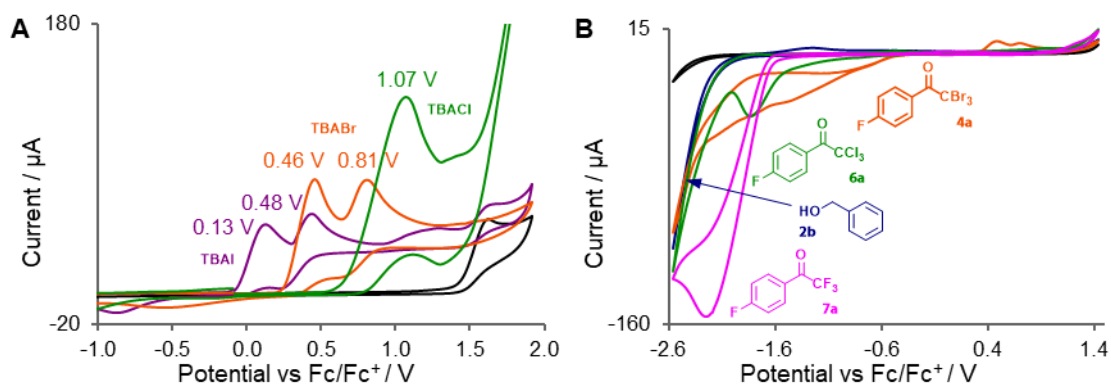 A
180
Current / μA
-20
1.07 V
TBACl
TBABr
0.46 V
0.81 V
0.48 V
0.13 V
TBAI
-1.0
-0.5
0.0
0.5
1.0
1.5
2.0
Potential vs Fc/Fc⁺ / V
B
15
Current / μA
-160
O
CBr₃
F
4a
O
CCl₃
F
6a
HO
2b
O
CF₃
F
7a
-2.6
-1.6
-0.6
0.4
1.4
Potential vs Fc/Fc⁺ / V